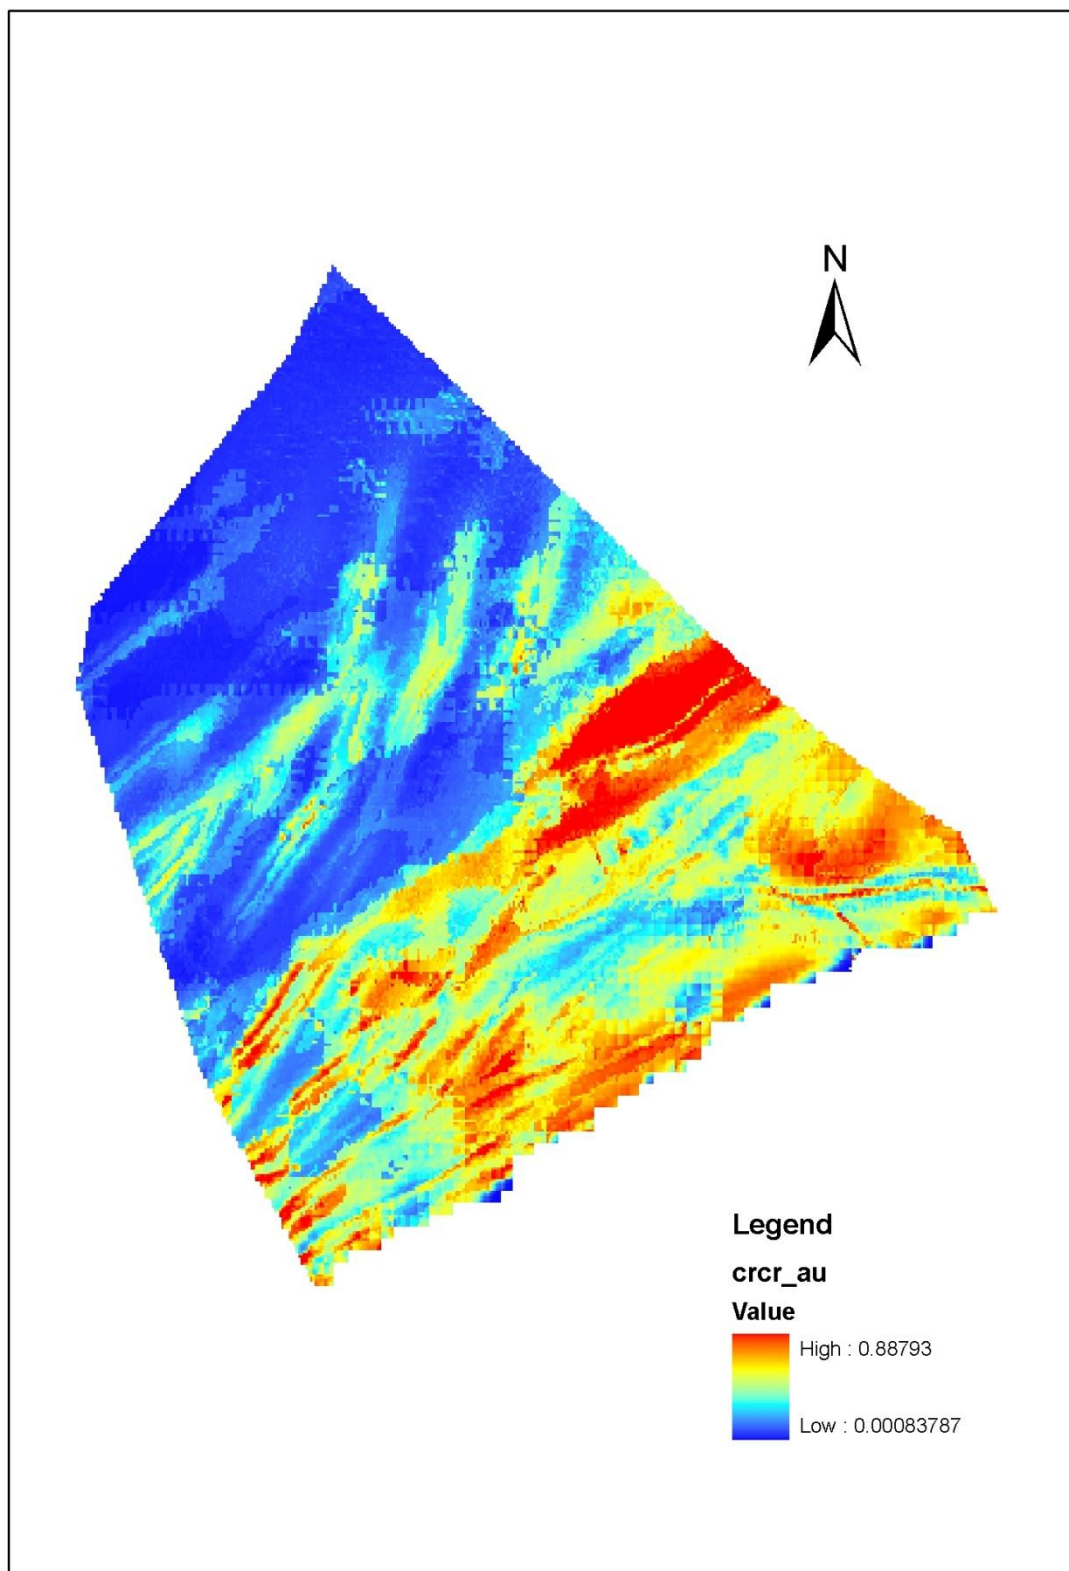 N
Legend
crcr_au
Value
High : 0.88793
Low : 0.00083787